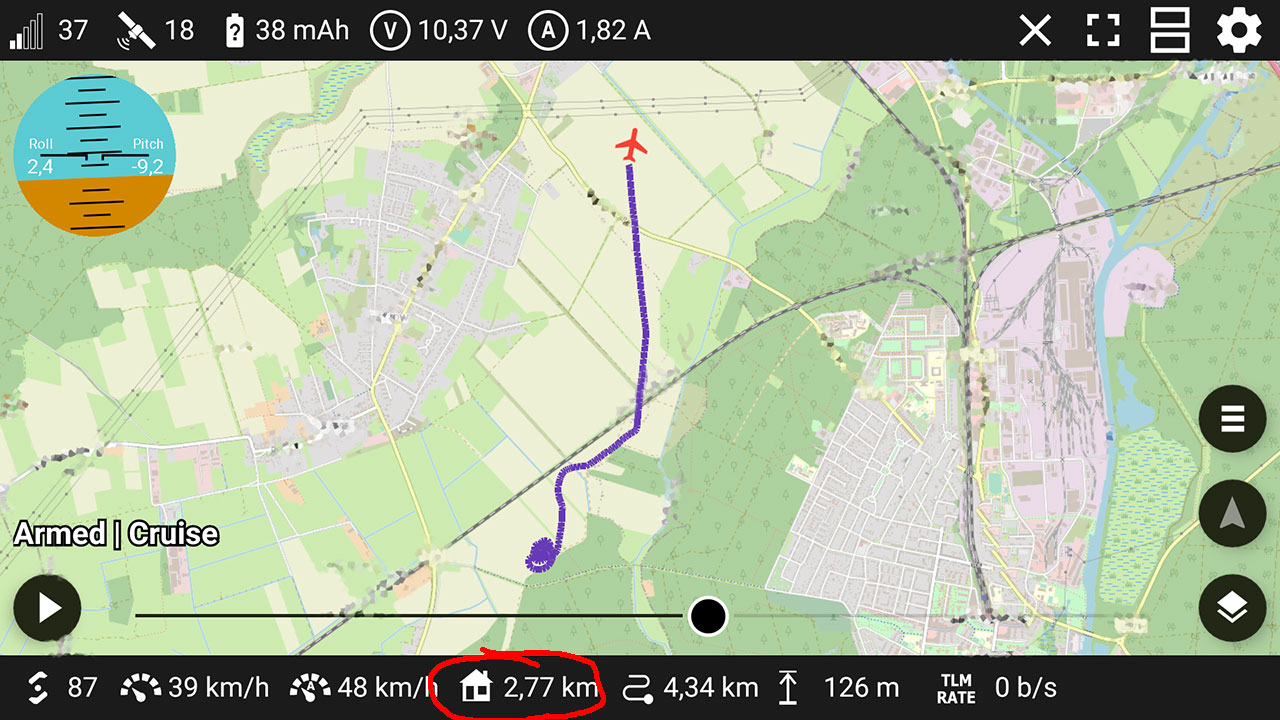 37 18 ? 38 mAh V 10,37 V A 1,82 A
Roll Pitch
2,4 -9,2
Armed | Cruise
87 39 km/h A 48 km/h 2,77 km 4,34 km 126 m TLM RATE 0 b/s